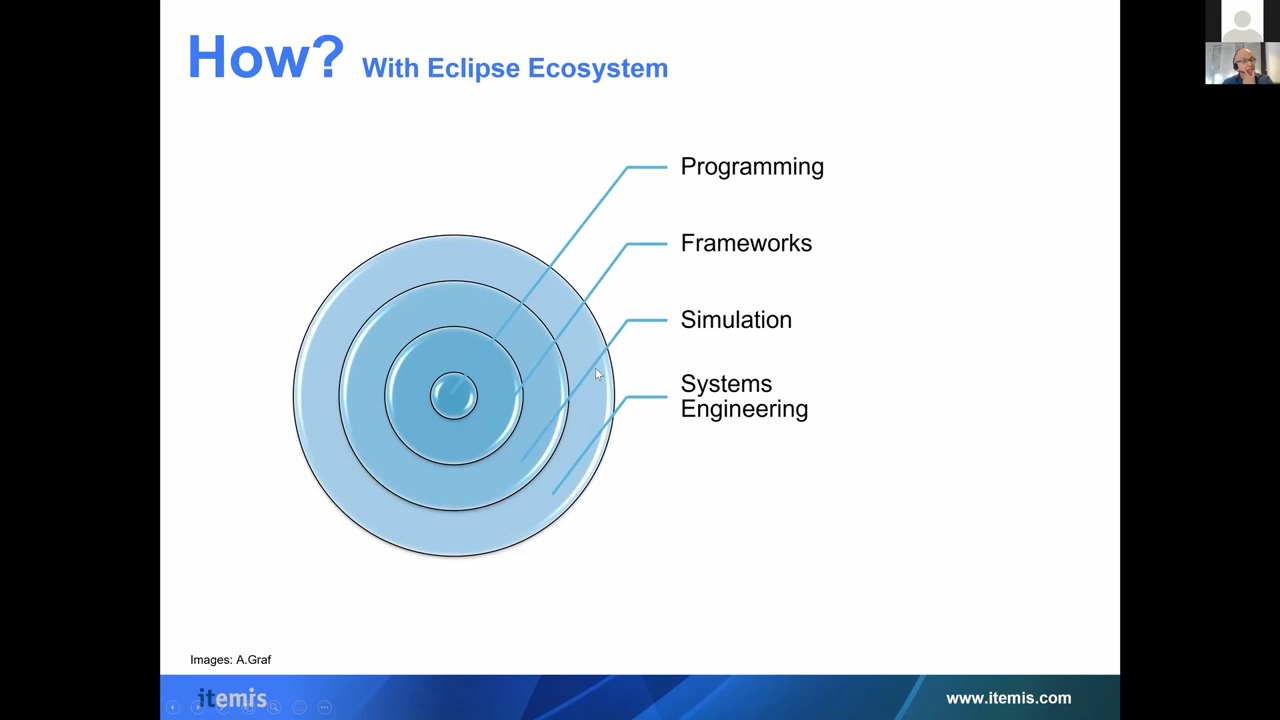 How? With Eclipse Ecosystem
Programming
Frameworks
Simulation
Systems
Engineering
Images: A.Graf
itemis
www.itemis.com